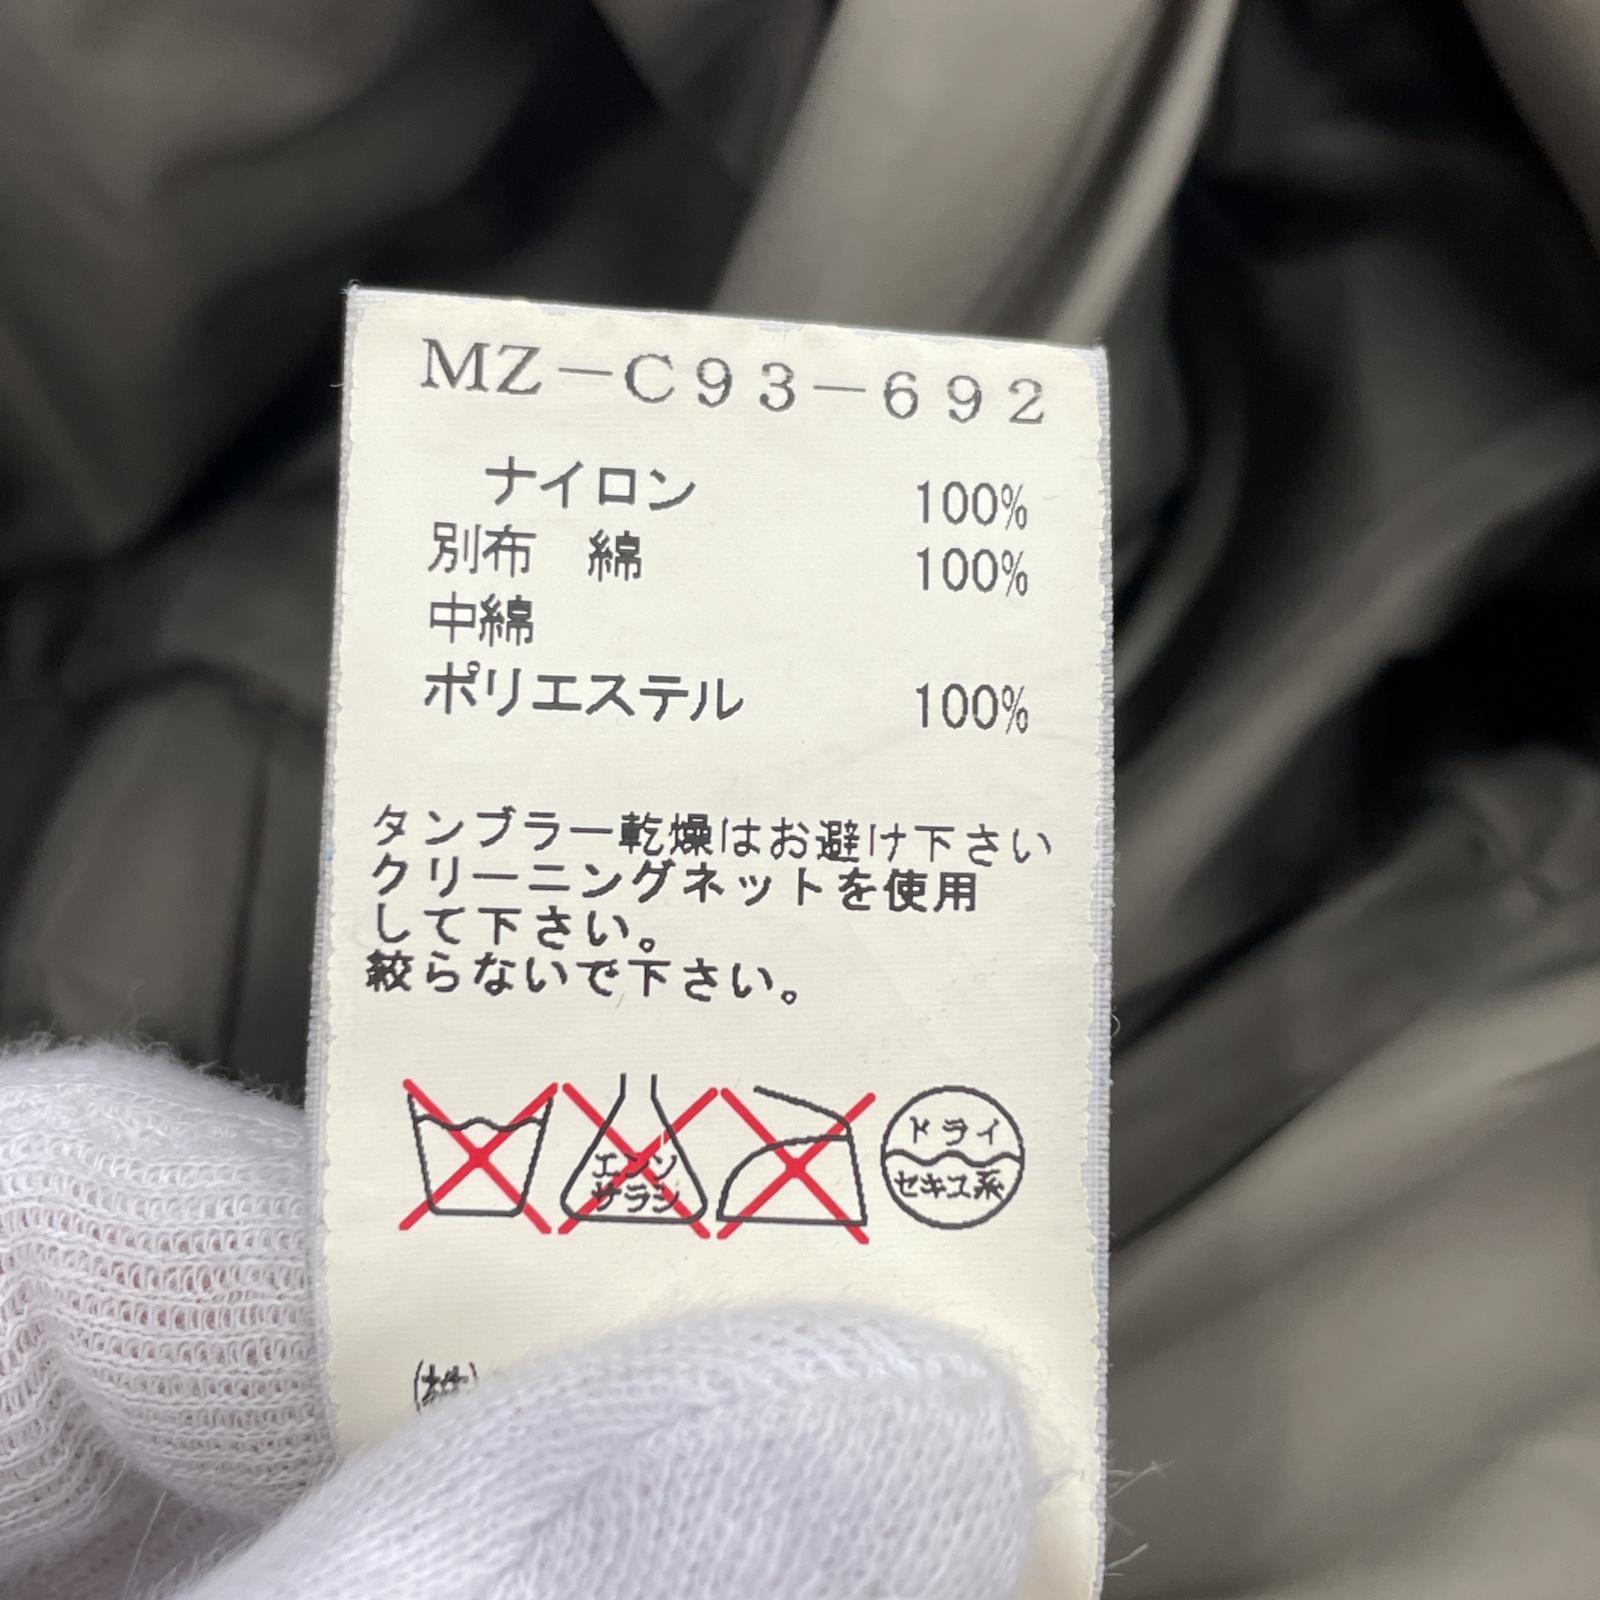 MZ-C93-692
ナイロン 100%
別布 綿 100%
中綿
ポリエステル 100%
タンブラー乾燥はお避け下さい
クリーニングネットを使用
して下さい。
絞らないで下さい。
エンソ
サラシ
ドライ
セキユ系
(株)